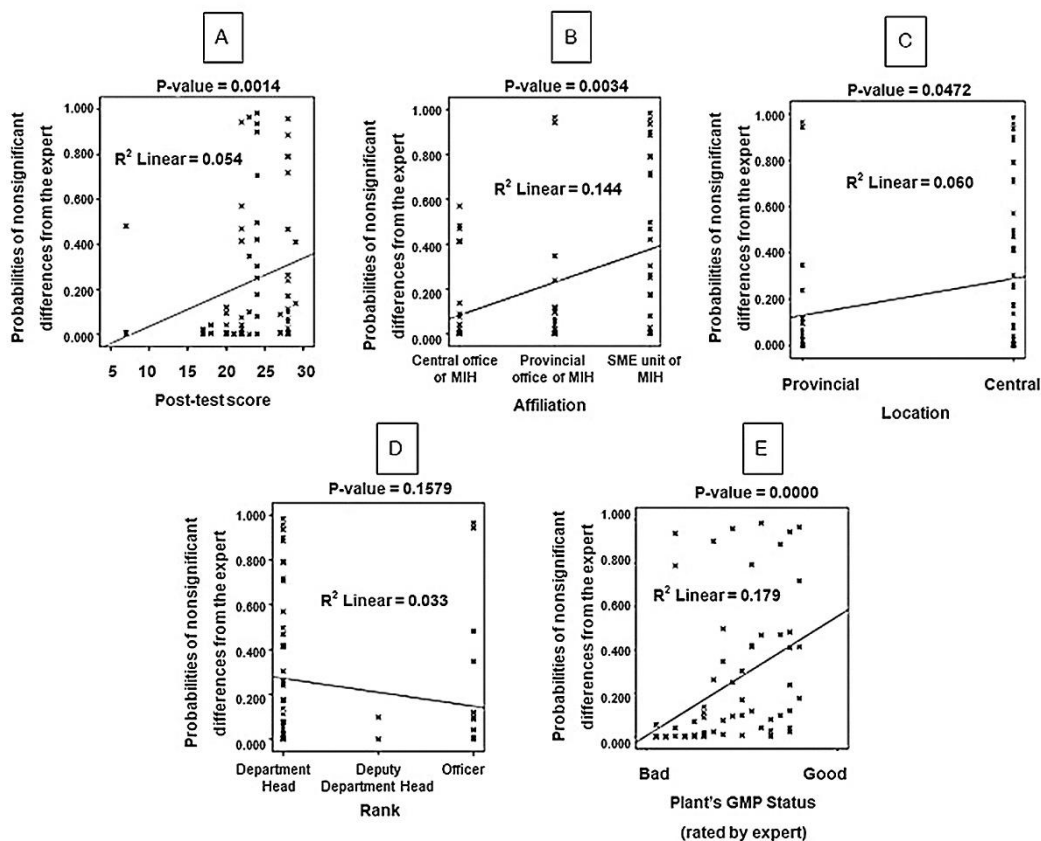 A
P-value = 0.0014
Probabilities of nonsignificant
differences from the expert
1.000
0.800
0.600
0.400
0.200
0.000
R² Linear = 0.054
5 10 15 20 25 30
Post-test score
B
P-value = 0.0034
Probabilities of nonsignificant
differences from the expert
1.000
0.800
0.600
0.400
0.200
0.000
R² Linear = 0.144
Central office
of MIH
Provincial
office of MIH
SME unit of
MIH
Affiliation
C
P-value = 0.0472
Probabilities of nonsignificant
differences from the expert
1.000
0.800
0.600
0.400
0.200
0.000
R² Linear = 0.060
Provincial Central
Location
D
P-value = 0.1579
Probabilities of nonsignificant
differences from the expert
1.000
0.800
0.600
0.400
0.200
0.000
R² Linear = 0.033
Department
Head
Deputy
Department Head
Officer
Rank
E
P-value = 0.0000
Probabilities of nonsignificant
differences from the expert
1.000
0.800
0.600
0.400
0.200
0.000
R² Linear = 0.179
Bad Good
Plant's GMP Status
(rated by expert)